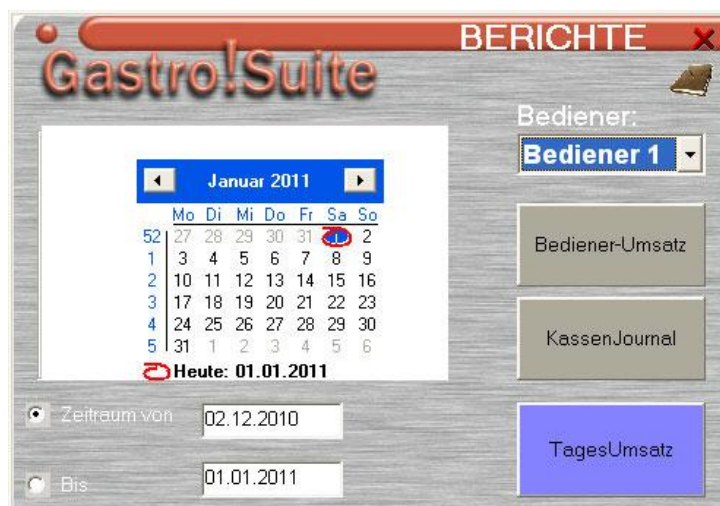 BERICHTE
Gastro!Suite
Bediener:
Bediener 1
Januar 2011
Mo Di Mi Do Fr Sa So
52 27 28 29 30 31 1 2
1 3 4 5 6 7 8 9
2 10 11 12 13 14 15 16
3 17 18 19 20 21 22 23
4 24 25 26 27 28 29 30
5 31 1 2 3 4 5 6
Heute: 01.01.2011
Bediener-Umsatz
KassenJournal
TagesUmsatz
Zeitraum von 02.12.2010
Bis 01.01.2011